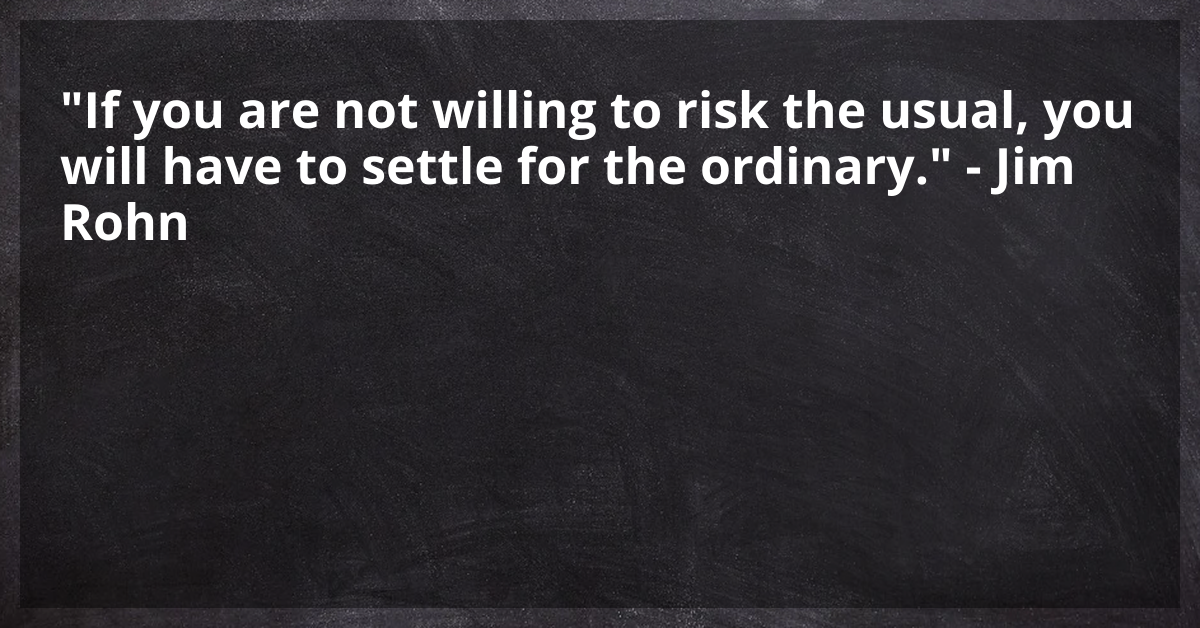 "If you are not willing to risk the usual, you
will have to settle for the ordinary." - Jim
Rohn